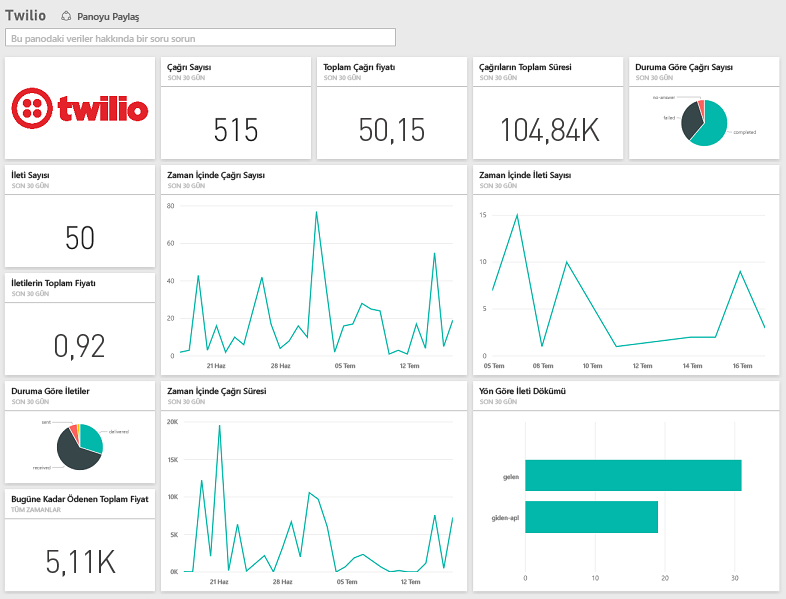 Twilio
Panoyu Paylaş
Bu panodaki veriler hakkında bir soru sorun
twilio
Çağrı Sayısı
SON 30 GÜN
515
Toplam Çağrı fiyatı
SON 30 GÜN
50,15
Çağrıların Toplam Süresi
SON 30 GÜN
104,84K
Duruma Göre Çağrı Sayısı
SON 30 GÜN
no-answer
failed
completed
İleti Sayısı
SON 30 GÜN
50
Zaman İçinde Çağrı Sayısı
SON 30 GÜN
80
60
40
20
0
21 Haz
28 Haz
05 Tem
12 Tem
Zaman İçinde İleti Sayısı
SON 30 GÜN
15
10
5
0
05 Tem
08 Tem
10 Tem
12 Tem
14 Tem
16 Tem
İletilerin Toplam Fiyatı
SON 30 GÜN
0,92
Duruma Göre İletiler
SON 30 GÜN
sent
delivered
received
Zaman İçinde Çağrı Süresi
SON 30 GÜN
20K
15K
10K
5K
0K
21 Haz
28 Haz
05 Tem
12 Tem
Yön Göre İleti Dökümü
SON 30 GÜN
gelen
giden-apl
0
10
20
30
Bugüne Kadar Ödenen Toplam Fiyat
TÜM ZAMANLAR
5,11K